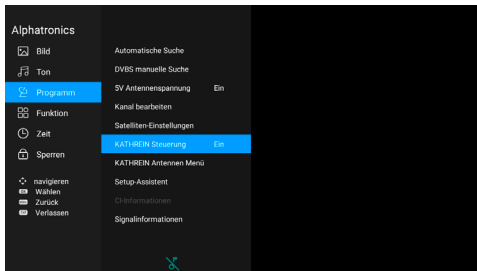 Alphatronics
Bild
Ton
Programm
Funktion
Zeit
Sperren
navigieren
Wählen
Zurück
Verlassen
Automatische Suche
DVBS manuelle Suche
5V Antennenspannung Ein
Kanal bearbeiten
Satelliten-Einstellungen
KATHREIN Steuerung Ein
KATHREIN Antennen Menü
Setup-Assistent
CI-Informationen
Signalinformationen